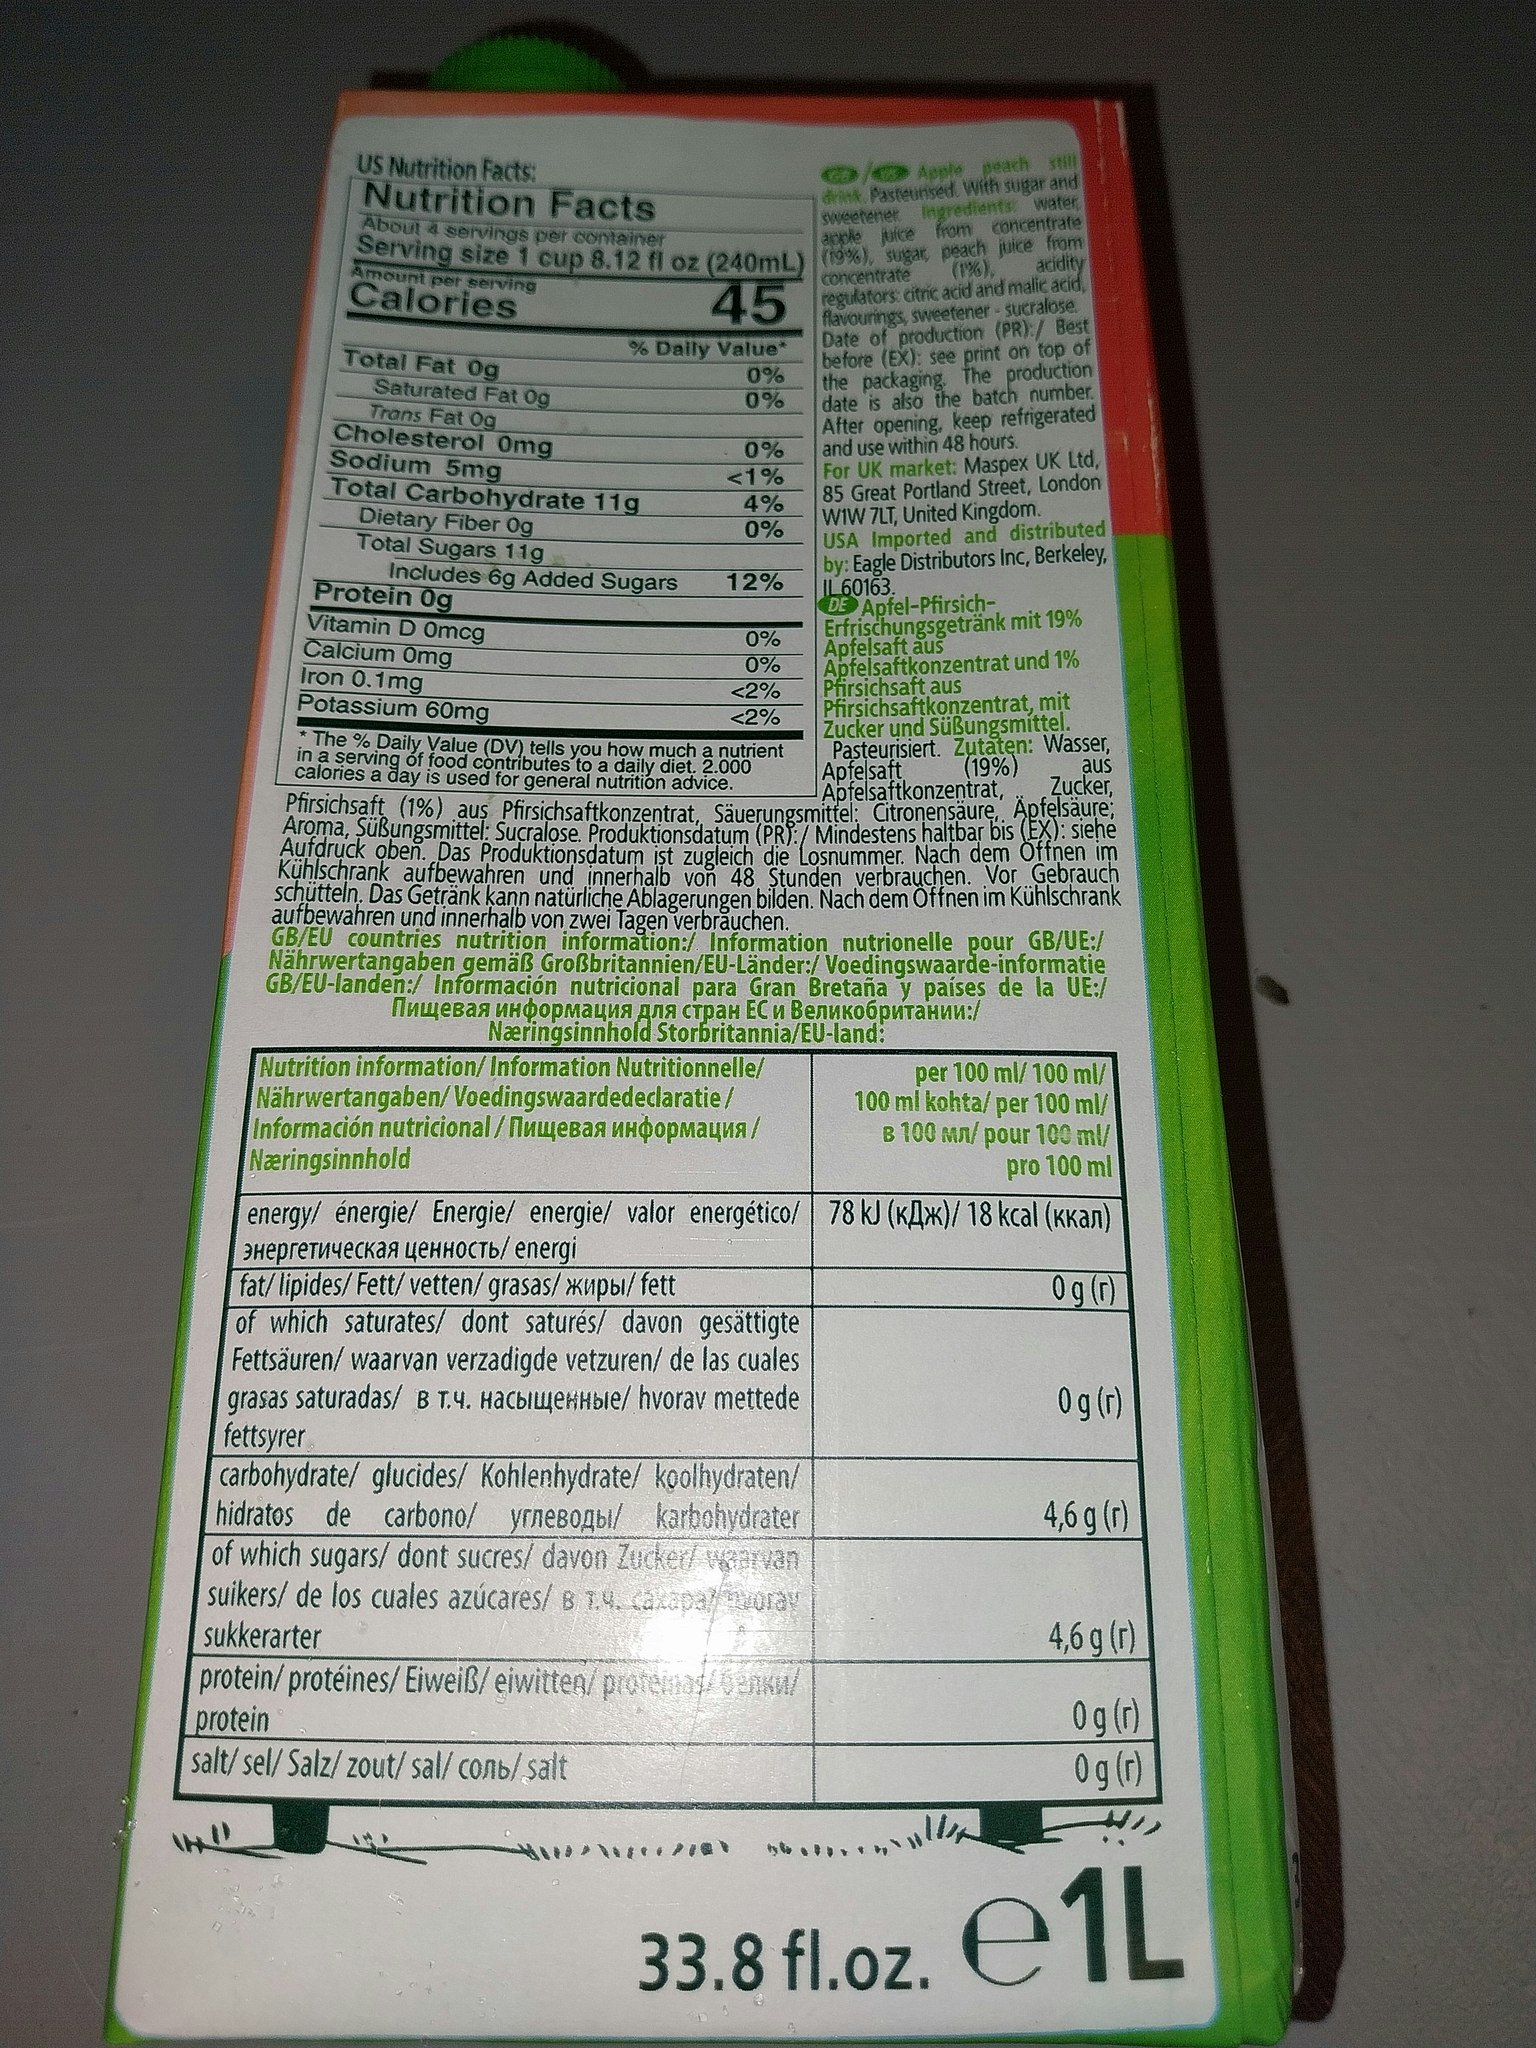 US Nutrition Facts:
Nutrition Facts
About 4 servings per container
Serving size 1 cup 8.12 fl oz (240mL)
Amount per serving
Calories 45
% Daily Value*
Total Fat 0g 0%
Saturated Fat 0g 0%
Trans Fat 0g
Cholesterol 0mg 0%
Sodium 5mg <1%
Total Carbohydrate 11g 4%
Dietary Fiber 0g 0%
Total Sugars 11g
Includes 6g Added Sugars 12%
Protein 0g
Vitamin D 0mcg 0%
Calcium 0mg 0%
Iron 0.1mg <2%
Potassium 60mg <2%
* The % Daily Value (DV) tells you how much a nutrient
in a serving of food contributes to a daily diet. 2.000
calories a day is used for general nutrition advice.
/ Apple peach still
drink. Pasteurised. With sugar and
sweetener. Ingredients: water,
apple juice from concentrate
(19%), sugar, peach juice from
concentrate (1%), acidity
regulators: citric acid and malic acid,
flavourings, sweetener - sucralose.
Date of production (PR):/ Best
before (EX): see print on top of
the packaging. The production
date is also the batch number.
After opening, keep refrigerated
and use within 48 hours.
For UK market: Maspex UK Ltd,
85 Great Portland Street, London
W1W 7LT, United Kingdom.
USA Imported and distributed
by: Eagle Distributors Inc, Berkeley,
IL 60163.
DE Apfel-Pfirsich-
Erfrischungsgetränk mit 19%
Apfelsaft aus
Apfelsaftkonzentrat und 1%
Pfirsichsaft aus
Pfirsichsaftkonzentrat, mit
Zucker und Süßungsmittel.
Pasteurisiert. Zutaten: Wasser,
Apfelsaft (19%) aus
Apfelsaftkonzentrat, Zucker,
Pfirsichsaft (1%) aus Pfirsichsaftkonzentrat, Säuerungsmittel: Citronensäure, Äpfelsäure;
Aroma, Süßungsmittel: Sucralose. Produktionsdatum (PR):/ Mindestens haltbar bis (EX): siehe
Aufdruck oben. Das Produktionsdatum ist zugleich die Losnummer. Nach dem Öffnen im
Kühlschrank aufbewahren und innerhalb von 48 Stunden verbrauchen. Vor Gebrauch
schütteln. Das Getränk kann natürliche Ablagerungen bilden. Nach dem Öffnen im Kühlschrank
aufbewahren und innerhalb von zwei Tagen verbrauchen.
GB/EU countries nutrition information:/ Information nutrionelle pour GB/UE:/
Nährwertangaben gemäß Großbritannien/EU-Länder:/ Voedingswaarde-informatie
GB/EU-landen:/ Información nutricional para Gran Bretaña y países de la UE:/
Пищевая информация для стран ЕС и Великобритании:/
Næringsinnhold Storbritannia/EU-land:
Nutrition information/ Information Nutritionnelle/
Nährwertangaben/ Voedingswaardedeclaratie/
Información nutricional/ Пищевая информация/
Næringsinnhold
per 100 ml/ 100 ml/
100 ml kohta/ per 100 ml/
в 100 мл/ pour 100 ml/
pro 100 ml
energy/ énergie/ Energie/ energie/ valor energético/ 78 kJ (кДж)/ 18 kcal (ккал)
энергетическая ценность/ energi
fat/ lipides/ Fett/ vetten/ grasas/ жиры/ fett 0 g (г)
of which saturates/ dont saturés/ davon gesättigte
Fettsäuren/ waarvan verzadigde vetzuren/ de las cuales
grasas saturadas/ в т.ч. насыщенные/ hvorav mettede 0 g (г)
fettsyrer
carbohydrate/ glucides/ Kohlenhydrate/ koolhydraten/
hidratos de carbono/ углеводы/ karbohydrater 4,6 g (г)
of which sugars/ dont sucres/ davon Zucker/ waarvan
suikers/ de los cuales azúcares/ в т.ч. сахара/ hvorav
sukkerarter 4,6 g (г)
protein/ protéines/ Eiweiß/ eiwitten/ proteínas/ белки/
protein 0 g (г)
salt/ sel/ Salz/ zout/ sal/ соль/ salt 0 g (г)
33.8 fl.oz. ℮ 1L